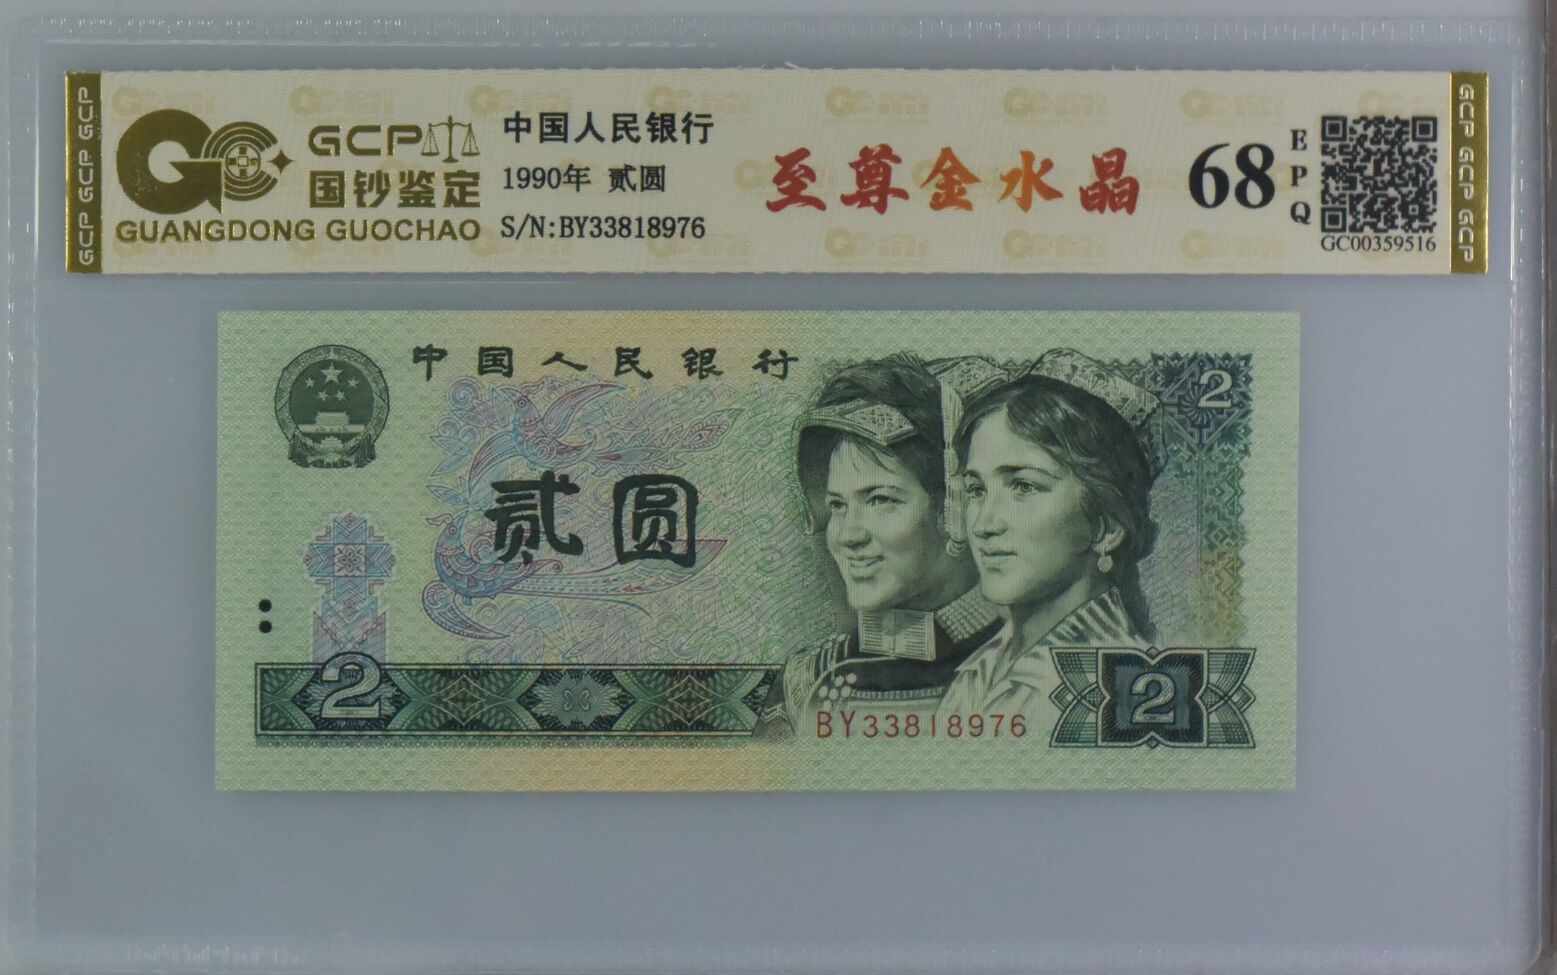 GCP GCP GCP
GCP
国钞鉴定
GUANGDONG GUOCHAO
中国人民银行
1990年 贰圆
S/N:BY33818976
至尊金水晶
68
EPQ
GC00359516
GCP GCP GCP
中国人民银行
2
贰圆
2
BY33818976
2